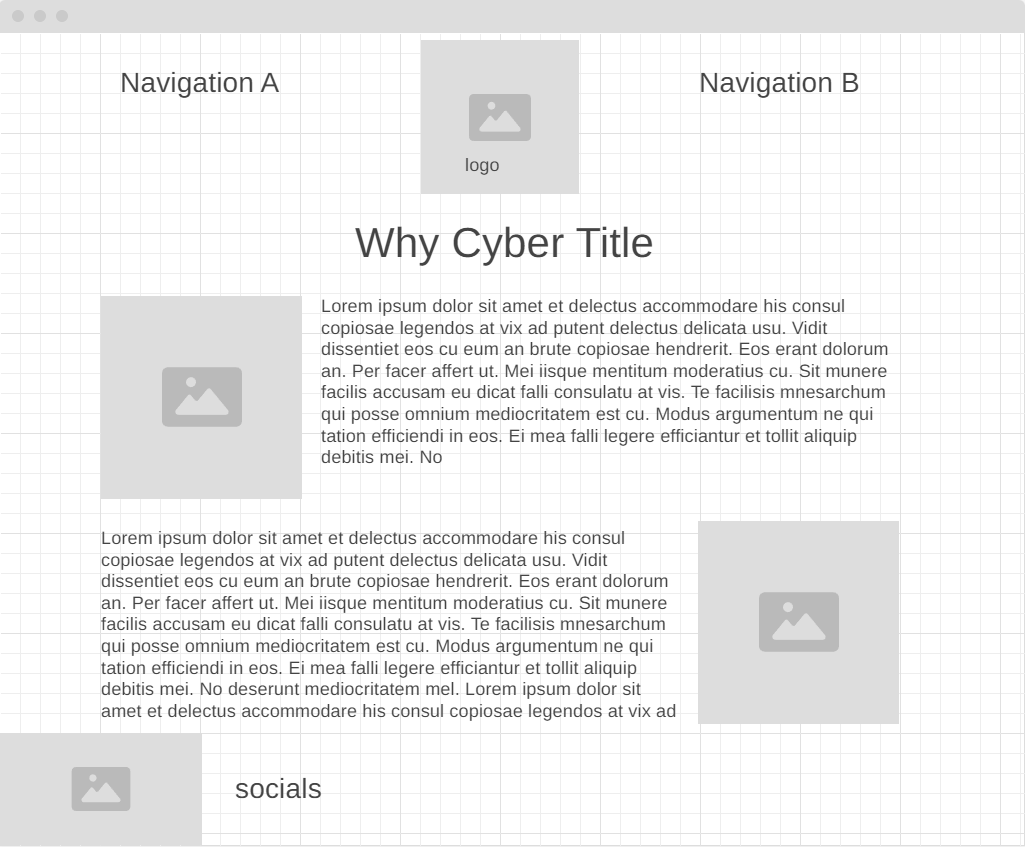 Navigation A
logo
Navigation B
Why Cyber Title
Lorem ipsum dolor sit amet et delectus accommodare his consul
copiosae legendos at vix ad putent delectus delicata usu. Vidit
dissentiet eos cu eum an brute copiosae hendrerit. Eos erant dolorum
an. Per facer affert ut. Mei iisque mentitum moderatius cu. Sit munere
facilis accusam eu dicat falli consulatu at vis. Te facilisis mnesarchum
qui posse omnium mediocritatem est cu. Modus argumentum ne qui
tation efficiendi in eos. Ei mea falli legere efficiantur et tollit aliquip
debitis mei. No
Lorem ipsum dolor sit amet et delectus accommodare his consul
copiosae legendos at vix ad putent delectus delicata usu. Vidit
dissentiet eos cu eum an brute copiosae hendrerit. Eos erant dolorum
an. Per facer affert ut. Mei iisque mentitum moderatius cu. Sit munere
facilis accusam eu dicat falli consulatu at vis. Te facilisis mnesarchum
qui posse omnium mediocritatem est cu. Modus argumentum ne qui
tation efficiendi in eos. Ei mea falli legere efficiantur et tollit aliquip
debitis mei. No deserunt mediocritatem mel. Lorem ipsum dolor sit
amet et delectus accommodare his consul copiosae legendos at vix ad
socials